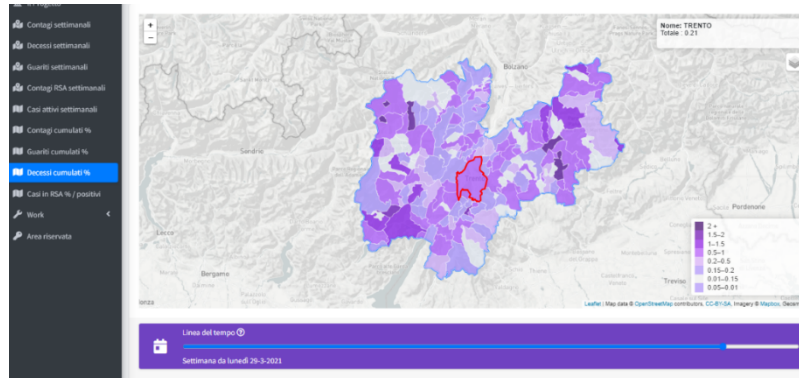 Contagi settimanali
Decessi settimanali
Guariti settimanali
Contagi RSA settimanali
Casi attivi settimanali
Contagi cumulati %
Guariti cumulati %
Decessi cumulati %
Casi in RSA % / positivi
Work
Area riservata
+
−
Nome: TRENTO
Totale : 0.21
Bolzano
Sondrio
Lecco
Bergamo
Pordenone
Treviso
2 +
1.5–2
1–1.5
0.5–1
0.2–0.5
0.15–0.2
0.01–0.15
0.05–0.01
Leaflet | Map data © OpenStreetMap contributors, CC-BY-SA, Imagery © Mapbox,
Linea del tempo
Settimana da lunedì 29-3-2021